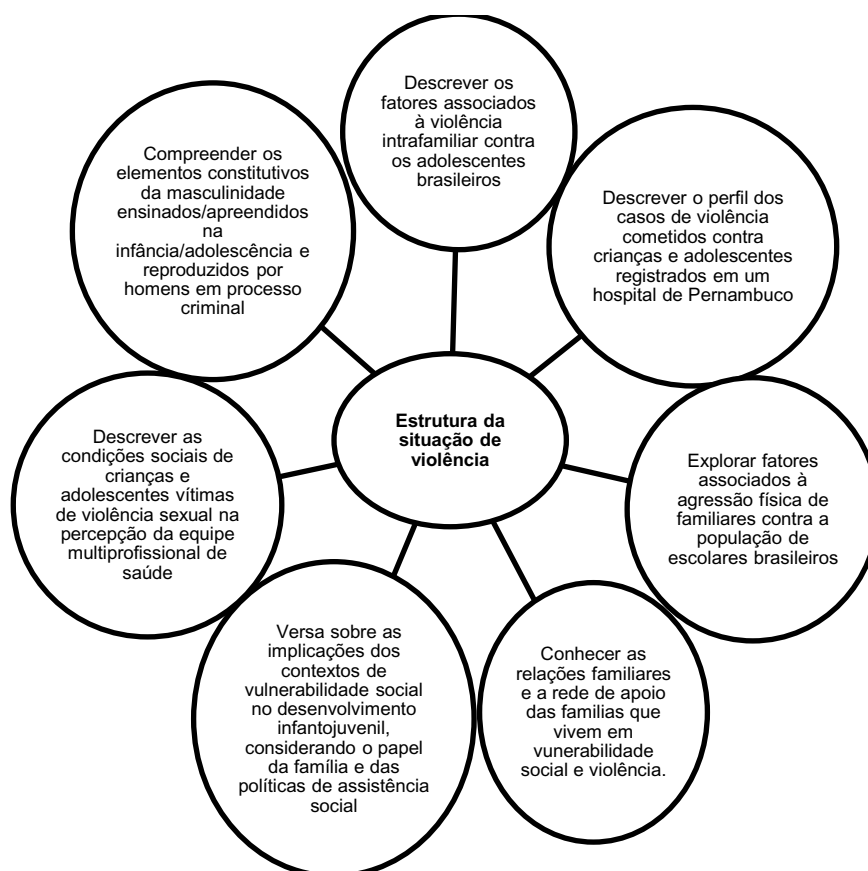 Descrever os
fatores associados
à violência
intrafamiliar contra
os adolescentes
brasileiros
Descrever o perfil dos
casos de violência
cometidos contra
crianças e adolescentes
registrados em um
hospital de Pernambuco
Explorar fatores
associados à
agressão física de
familiares contra a
população de
escolares brasileiros
Conhecer as
relações familiares
e a rede de apoio
das familias que
vivem em
vunerabilidade
social e violência.
Versa sobre as
implicações dos
contextos de
vulnerabilidade social
no desenvolvimento
infantojuvenil,
considerando o papel
da família e das
políticas de assistência
social
Descrever as
condições sociais de
crianças e
adolescentes vítimas
de violência sexual na
percepção da equipe
multiprofissional de
saúde
Compreender os
elementos constitutivos
da masculinidade
ensinados/apreendidos
na
infância/adolescência e
reproduzidos por
homens em processo
criminal
Estrutura da
situação de
violência